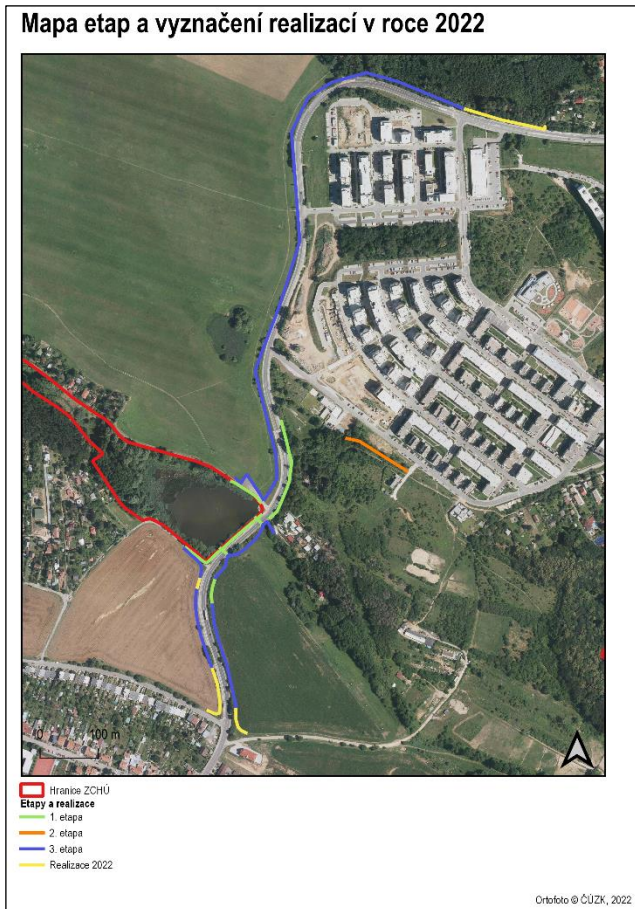 Mapa etap a vyznačení realizací v roce 2022
0 100 m
Hranice ZCHÚ
Etapy a realizace
1. etapa
2. etapa
3. etapa
Realizace 2022
Ortofoto © ČÚZK, 2022